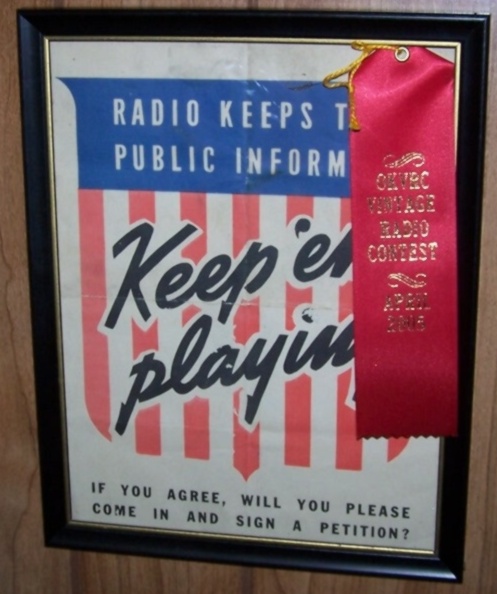 RADIO KEEPS T
PUBLIC INFORM
Keep 'em
playin
IF YOU AGREE, WILL YOU PLEASE
COME IN AND SIGN A PETITION?
VINTAGE
RADIO
CONTEST
APRIL